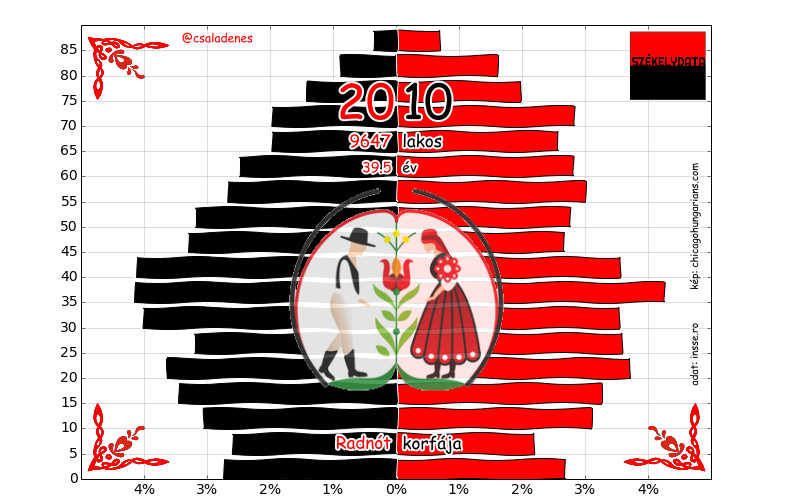 @csaladenes
SZÉKELYDATA
2010
9647 lakos
39.5 év
kép: chicagohungarians.com
adat: insse.ro
Radnót korfája
85
80
75
70
65
60
55
50
45
40
35
30
25
20
15
10
5
0
4% 3% 2% 1% 0% 1% 2% 3% 4%